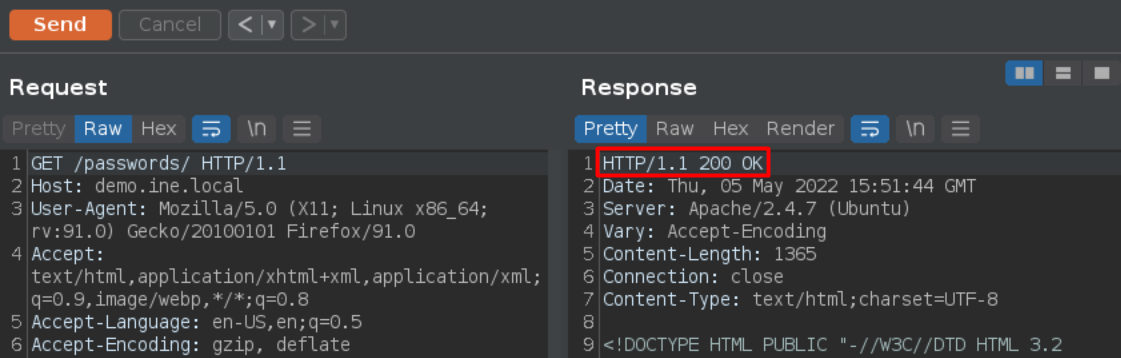 Send Cancel < >
Request
Pretty Raw Hex \n
1 GET /passwords/ HTTP/1.1
2 Host: demo.ine.local
3 User-Agent: Mozilla/5.0 (X11; Linux x86_64;
rv:91.0) Gecko/20100101 Firefox/91.0
4 Accept:
text/html,application/xhtml+xml,application/xml;
q=0.9,image/webp,*/*;q=0.8
5 Accept-Language: en-US,en;q=0.5
6 Accept-Encoding: gzip, deflate
Response
Pretty Raw Hex Render \n
1 HTTP/1.1 200 OK
2 Date: Thu, 05 May 2022 15:51:44 GMT
3 Server: Apache/2.4.7 (Ubuntu)
4 Vary: Accept-Encoding
5 Content-Length: 1365
6 Connection: close
7 Content-Type: text/html;charset=UTF-8
8
9 <!DOCTYPE HTML PUBLIC "-//W3C//DTD HTML 3.2